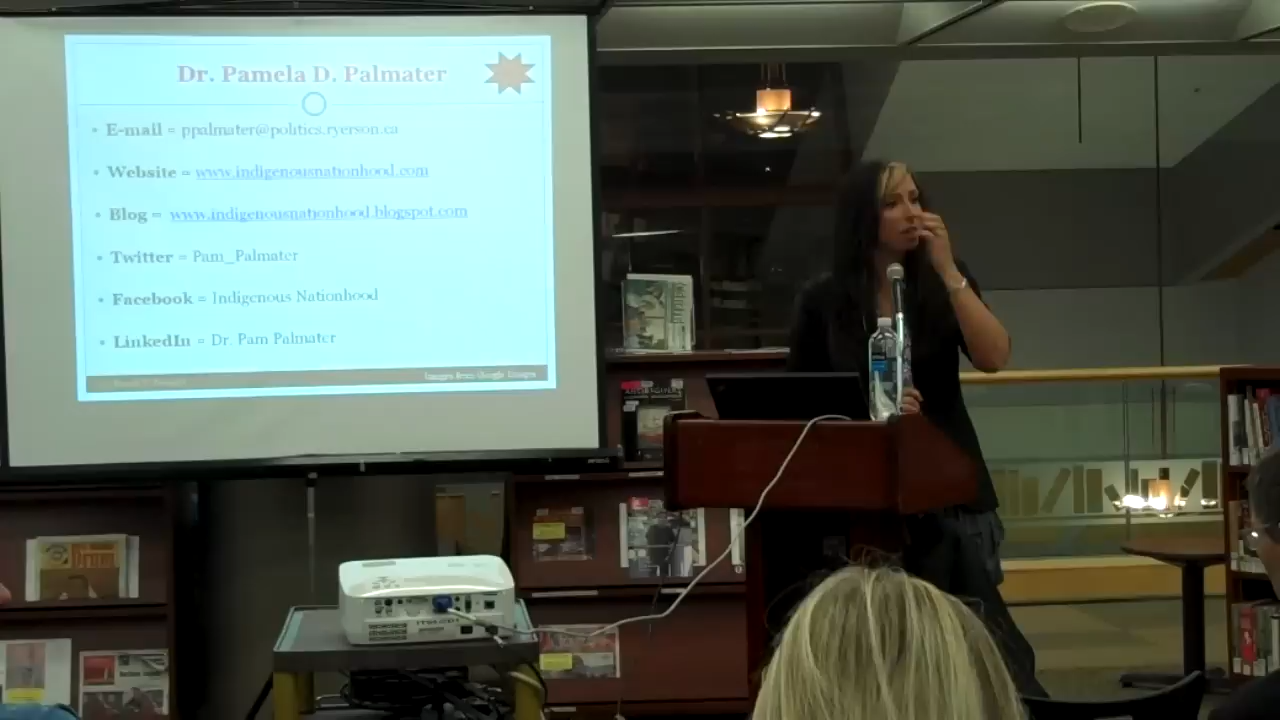 Dr. Pamela D. Palmater
• E-mail = ppalmater@politics.ryerson.ca
• Website = www.indigenousnationhood.com
• Blog = www.indigenousnationhood.blogspot.com
• Twitter = Pam_Palmater
• Facebook = Indigenous Nationhood
• LinkedIn = Dr. Pam Palmater
Images from Google Images
Drum